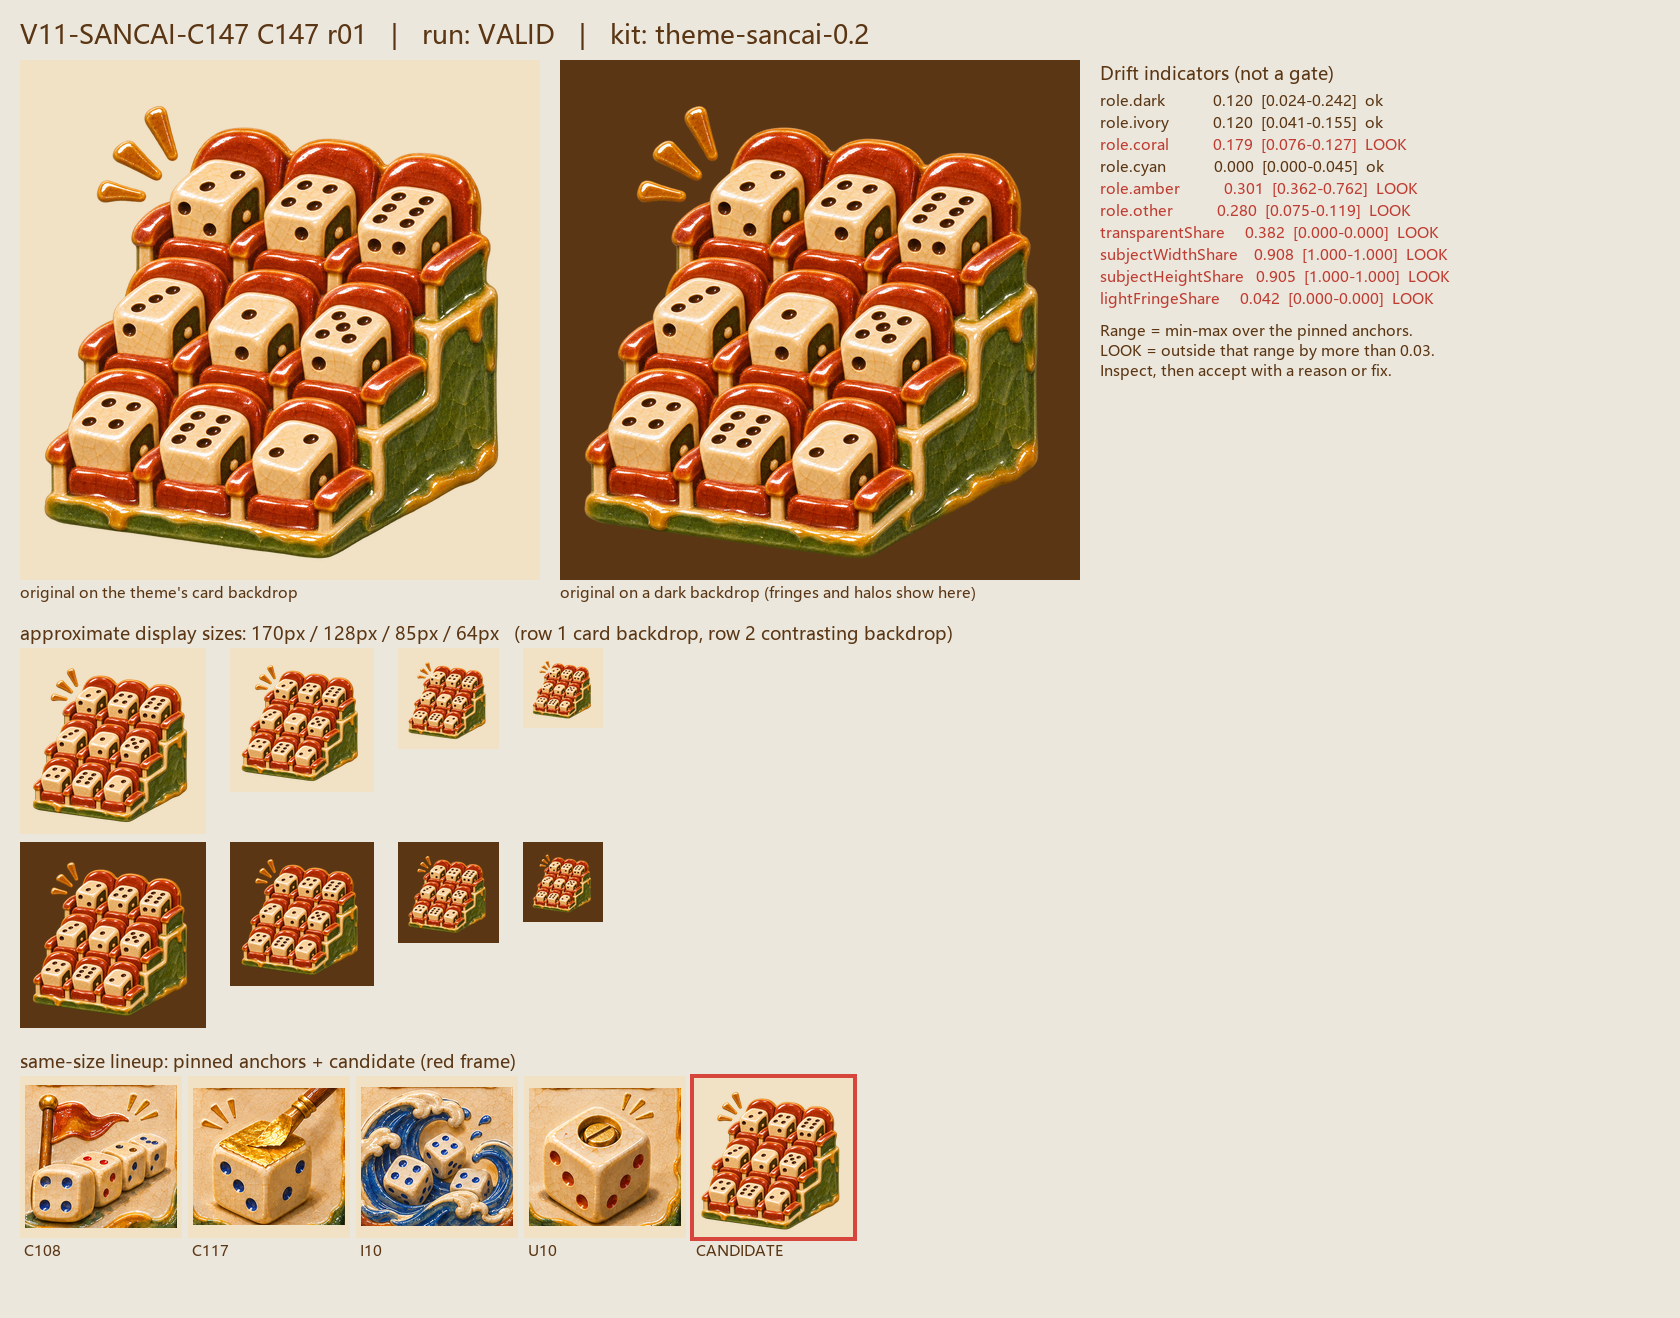 V11-SANCAI-C147 C147 r01   |   run: VALID   |   kit: theme-sancai-0.2
Drift indicators (not a gate)
role.dark 0.120 [0.024-0.242] ok
role.ivory 0.120 [0.041-0.155] ok
role.coral 0.179 [0.076-0.127] LOOK
role.cyan 0.000 [0.000-0.045] ok
role.amber 0.301 [0.362-0.762] LOOK
role.other 0.280 [0.075-0.119] LOOK
transparentShare 0.382 [0.000-0.000] LOOK
subjectWidthShare 0.908 [1.000-1.000] LOOK
subjectHeightShare 0.905 [1.000-1.000] LOOK
lightFringeShare 0.042 [0.000-0.000] LOOK
Range = min-max over the pinned anchors.
LOOK = outside that range by more than 0.03.
Inspect, then accept with a reason or fix.
original on the theme's card backdrop
original on a dark backdrop (fringes and halos show here)
approximate display sizes: 170px / 128px / 85px / 64px (row 1 card backdrop, row 2 contrasting backdrop)
same-size lineup: pinned anchors + candidate (red frame)
C108
C117
I10
U10
CANDIDATE